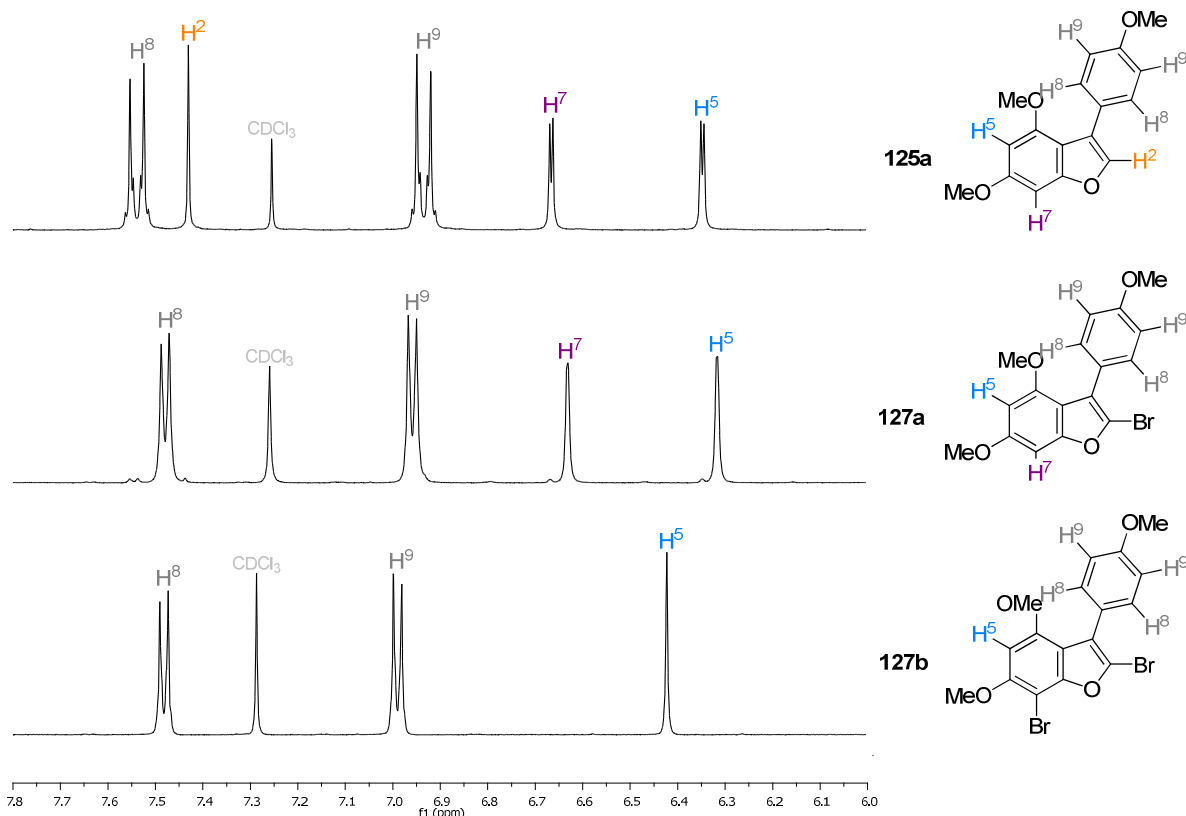 H8
H2
CDCl3
H9
H7
H5
125a
OMe
H9
H9
H8
H8
MeO
H5
MeO
O
H2
H7
H8
CDCl3
H9
H7
H5
127a
OMe
H9
H9
H8
H8
MeO
H5
MeO
O
Br
H7
H8
CDCl3
H9
H5
127b
OMe
H9
H9
H8
H8
OMe
H5
MeO
O
Br
Br
7.8 7.7 7.6 7.5 7.4 7.3 7.2 7.1 7.0 6.9 6.8 6.7 6.6 6.5 6.4 6.3 6.2 6.1 6.0
f1 (ppm)